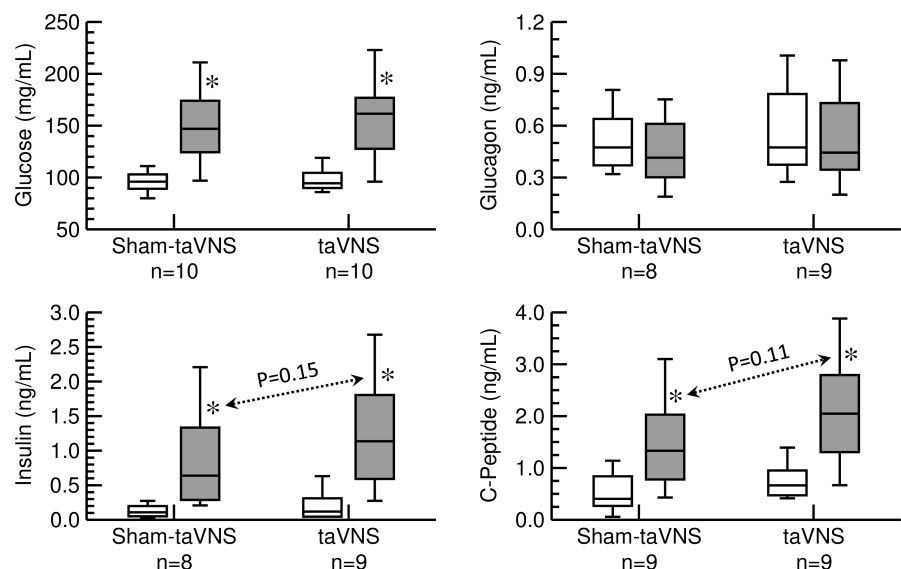 Glucose (mg/mL)
250
200
150
100
50
*
*
Sham-taVNS
taVNS
n=10
n=10
Glucagon (ng/mL)
1.2
0.9
0.6
0.3
0.0
Sham-taVNS
taVNS
n=8
n=9
Insulin (ng/mL)
3.0
2.5
2.0
1.5
1.0
0.5
0.0
P=0.15
*
*
Sham-taVNS
taVNS
n=8
n=9
C-Peptide (ng/mL)
4.0
3.0
2.0
1.0
0.0
P=0.11
*
*
Sham-taVNS
taVNS
n=9
n=9